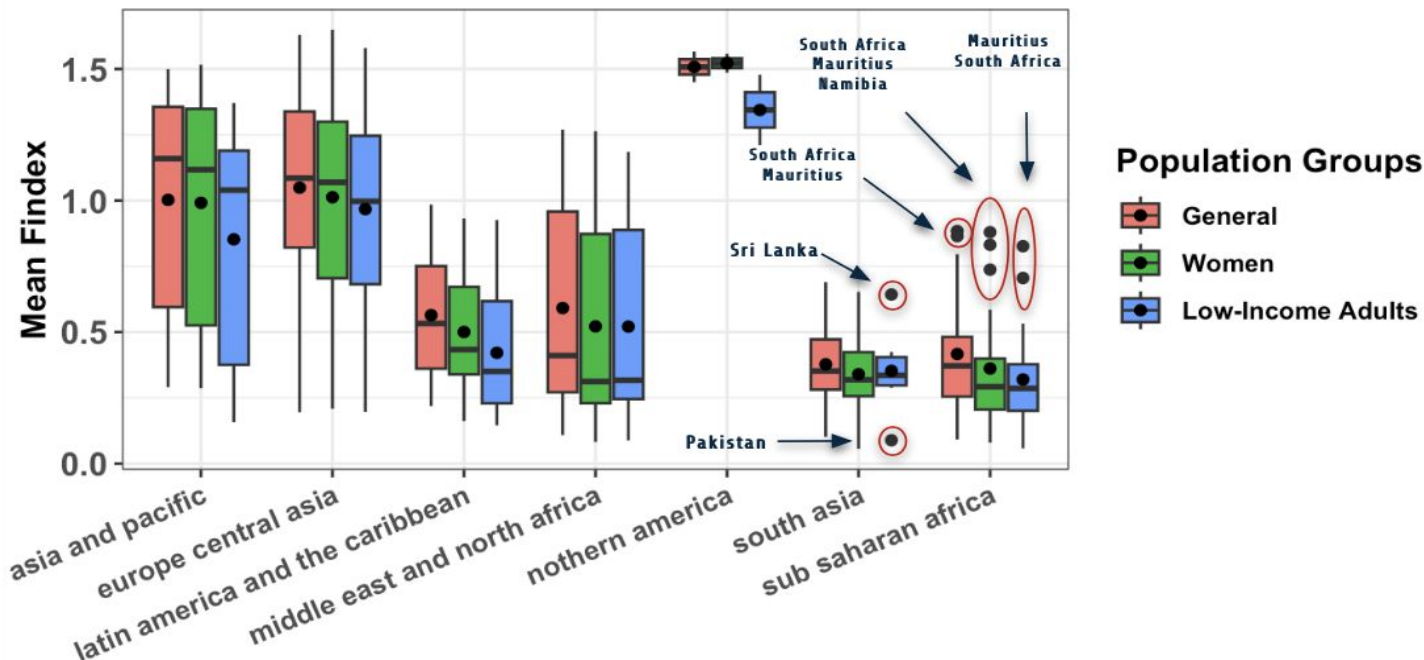 Mean Findex
1.5
1.0
0.5
0.0
South Africa
Mauritius
Namibia
Mauritius
South Africa
South Africa
Mauritius
Sri Lanka
Pakistan
asia and pacific
europe central asia
latin america and the caribbean
middle east and north africa
nothern america
south asia
sub saharan africa
Population Groups
General
Women
Low-Income Adults